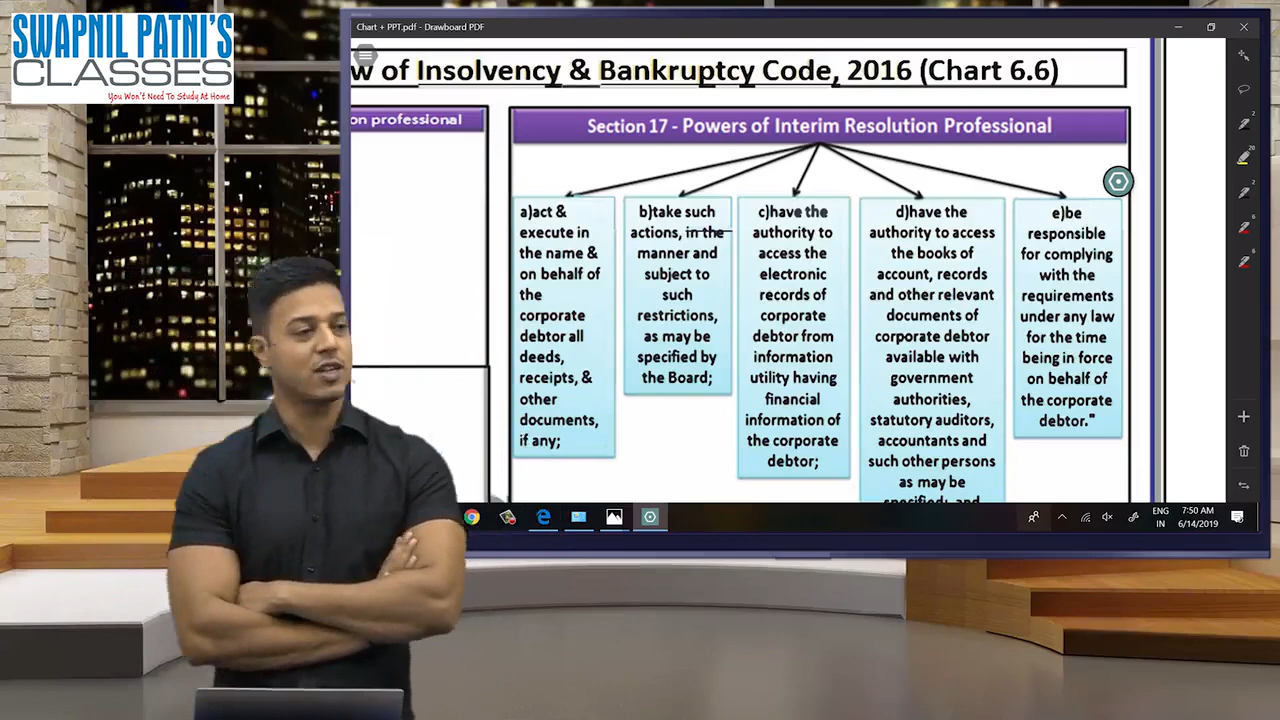 SWAPNIL PATNI'S
CLASSES
You Won't Need To Study At Home
Chart + PPT.pdf - Drawboard PDF
w of Insolvency & Bankruptcy Code, 2016 (Chart 6.6)
on professional
Section 17 - Powers of Interim Resolution Professional
a)act &
execute in
the name &
on behalf of
the
corporate
debtor all
deeds,
receipts, &
other
documents,
if any;
b)take such
actions, in the
manner and
subject to
such
restrictions,
as may be
specified by
the Board;
c)have the
authority to
access the
electronic
records of
corporate
debtor from
information
utility having
financial
information of
the corporate
debtor;
d)have the
authority to access
the books of
account, records
and other relevant
documents of
corporate debtor
available with
government
authorities,
statutory auditors,
accountants and
such other persons
as may be
specified; and
e)be
responsible
for complying
with the
requirements
under any law
for the time
being in force
on behalf of
the corporate
debtor."
ENG
IN
7:50 AM
6/14/2019